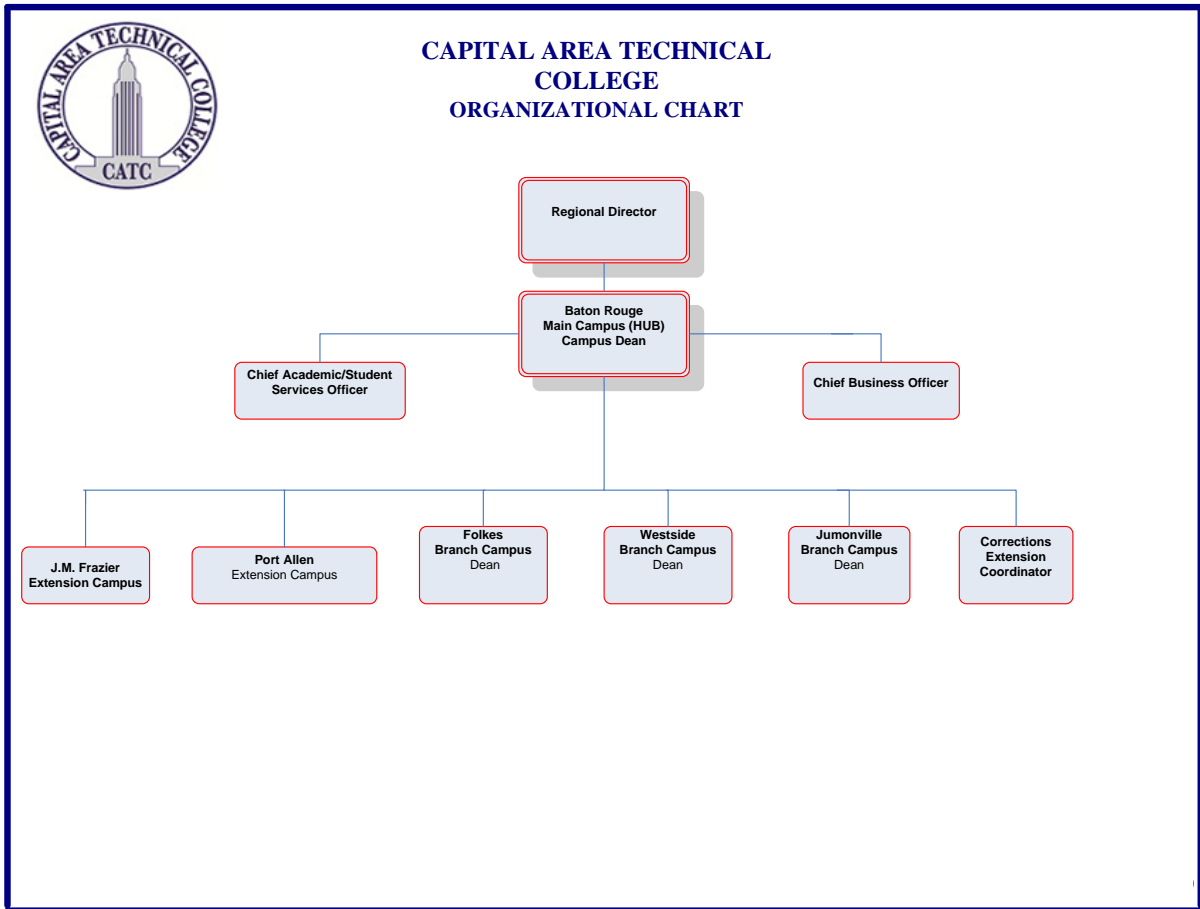 CAPITAL AREA TECHNICAL COLLEGE
CATC
CAPITAL AREA TECHNICAL
COLLEGE
ORGANIZATIONAL CHART
Regional Director
Baton Rouge
Main Campus (HUB)
Campus Dean
Chief Academic/Student
Services Officer
Chief Business Officer
J.M. Frazier
Extension Campus
Port Allen
Extension Campus
Folkes
Branch Campus
Dean
Westside
Branch Campus
Dean
Jumonville
Branch Campus
Dean
Corrections
Extension
Coordinator